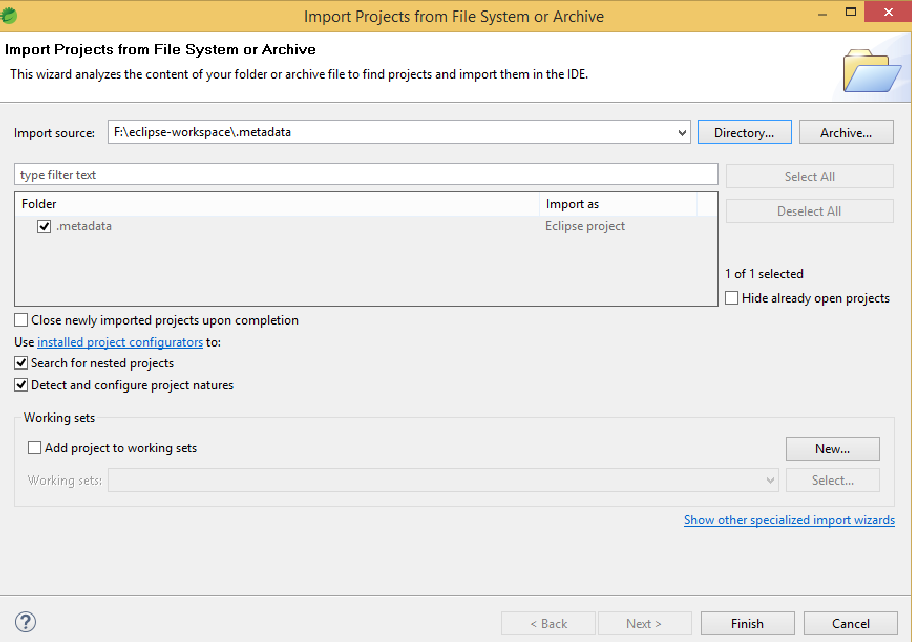 Import Projects from File System or Archive
Import Projects from File System or Archive
This wizard analyzes the content of your folder or archive file to find projects and import them in the IDE.
Import source: F:\eclipse-workspace\.metadata Directory... Archive...
type filter text Select All
Folder Import as Deselect All
.metadata Eclipse project
1 of 1 selected
Hide already open projects
Close newly imported projects upon completion
Use installed project configurators to:
Search for nested projects
Detect and configure project natures
Working sets
Add project to working sets New...
Working sets: Select...
Show other specialized import wizards
? < Back Next > Finish Cancel